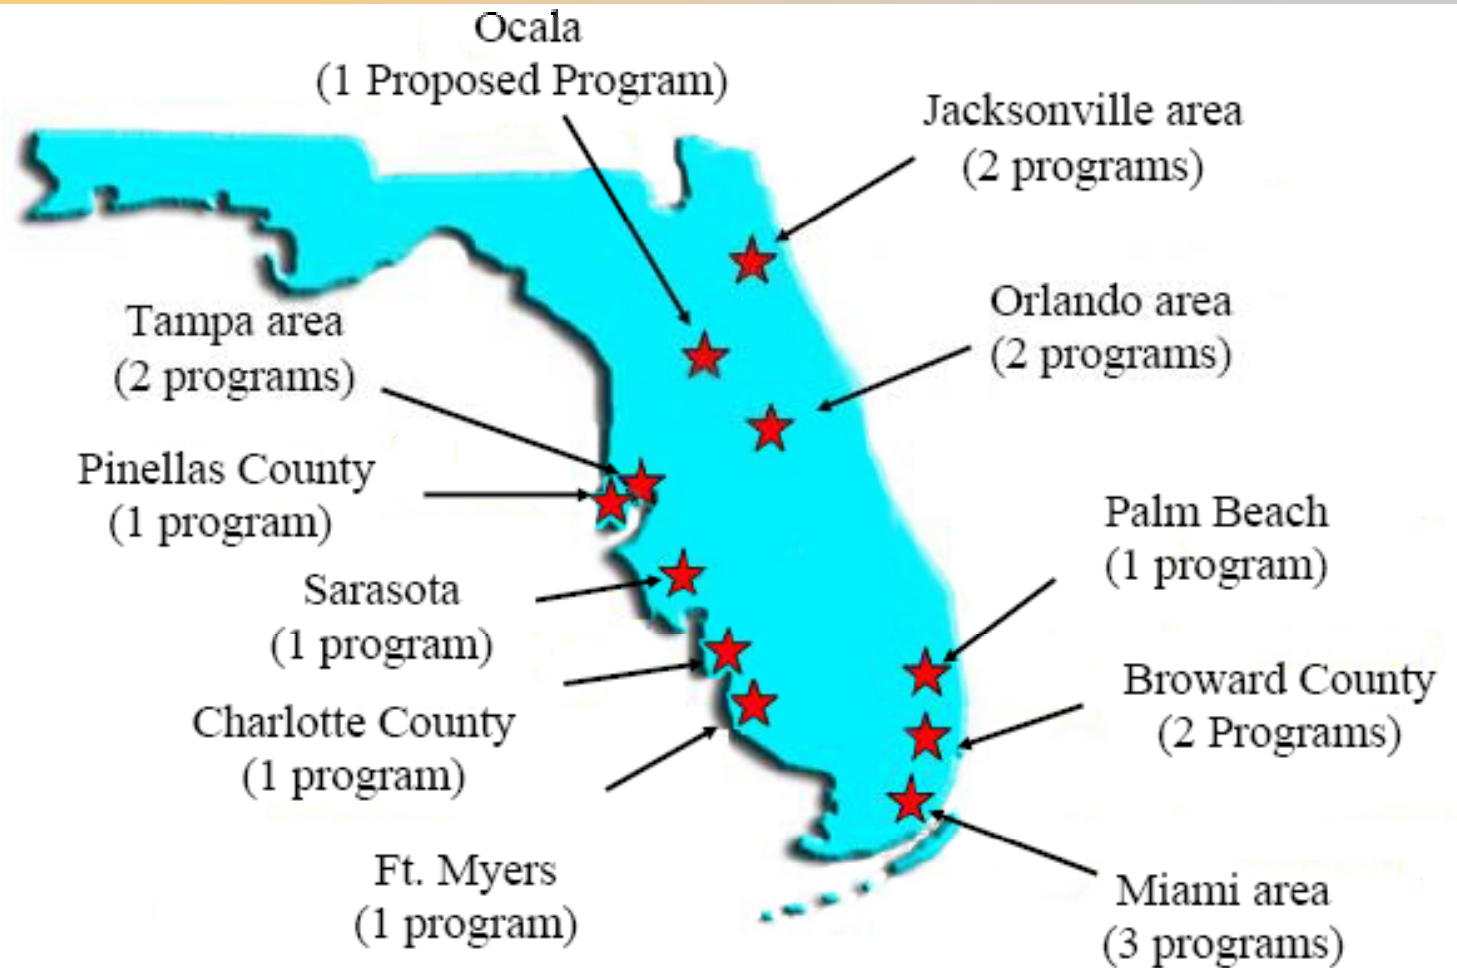 Ocala
(1 Proposed Program)
Jacksonville area
(2 programs)
Orlando area
(2 programs)
Tampa area
(2 programs)
Pinellas County
(1 program)
Palm Beach
(1 program)
Sarasota
(1 program)
Broward County
(2 Programs)
Charlotte County
(1 program)
Ft. Myers
(1 program)
Miami area
(3 programs)